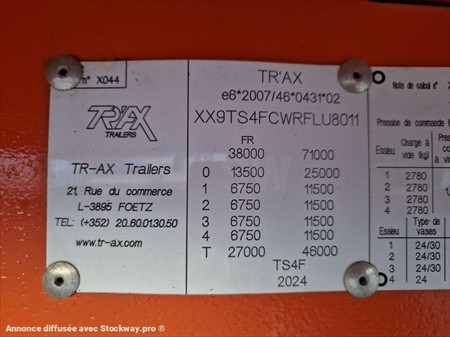 n° X044
TR'AX
TRAILERS
TR-AX Trailers
21, Rue du commerce
L-3895 FOETZ
TEL: (+352) 20.60.01.30.50
www.tr-ax.com
TR'AX
e6*2007/46*0431*02
XX9TS4FCWRFLU8011
FR
38000 71000
0 13500 25000
1 6750 11500
2 6750 11500
3 6750 11500
4 6750 11500
T 27000 46000
TS4F
2024
Note de calcul n°
Pression de commande
Essieu Charge à vide (kg)
1 2780
2 2780
3 2780
4 2780
Essieu Type de vases
1 24/30
2 24/30
3 24/30
4 24
Annonce diffusée avec Stockway.pro ®